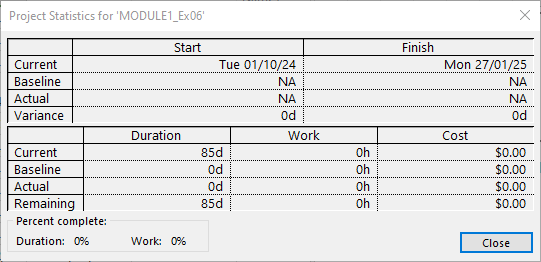 Project Statistics for 'MODULE1_Ex06'
Start Finish
Current Tue 01/10/24 Mon 27/01/25
Baseline NA NA
Actual NA NA
Variance 0d 0d
Duration Work Cost
Current 85d 0h $0.00
Baseline 0d 0h $0.00
Actual 0d 0h $0.00
Remaining 85d 0h $0.00
Percent complete:
Duration: 0% Work: 0%
Close